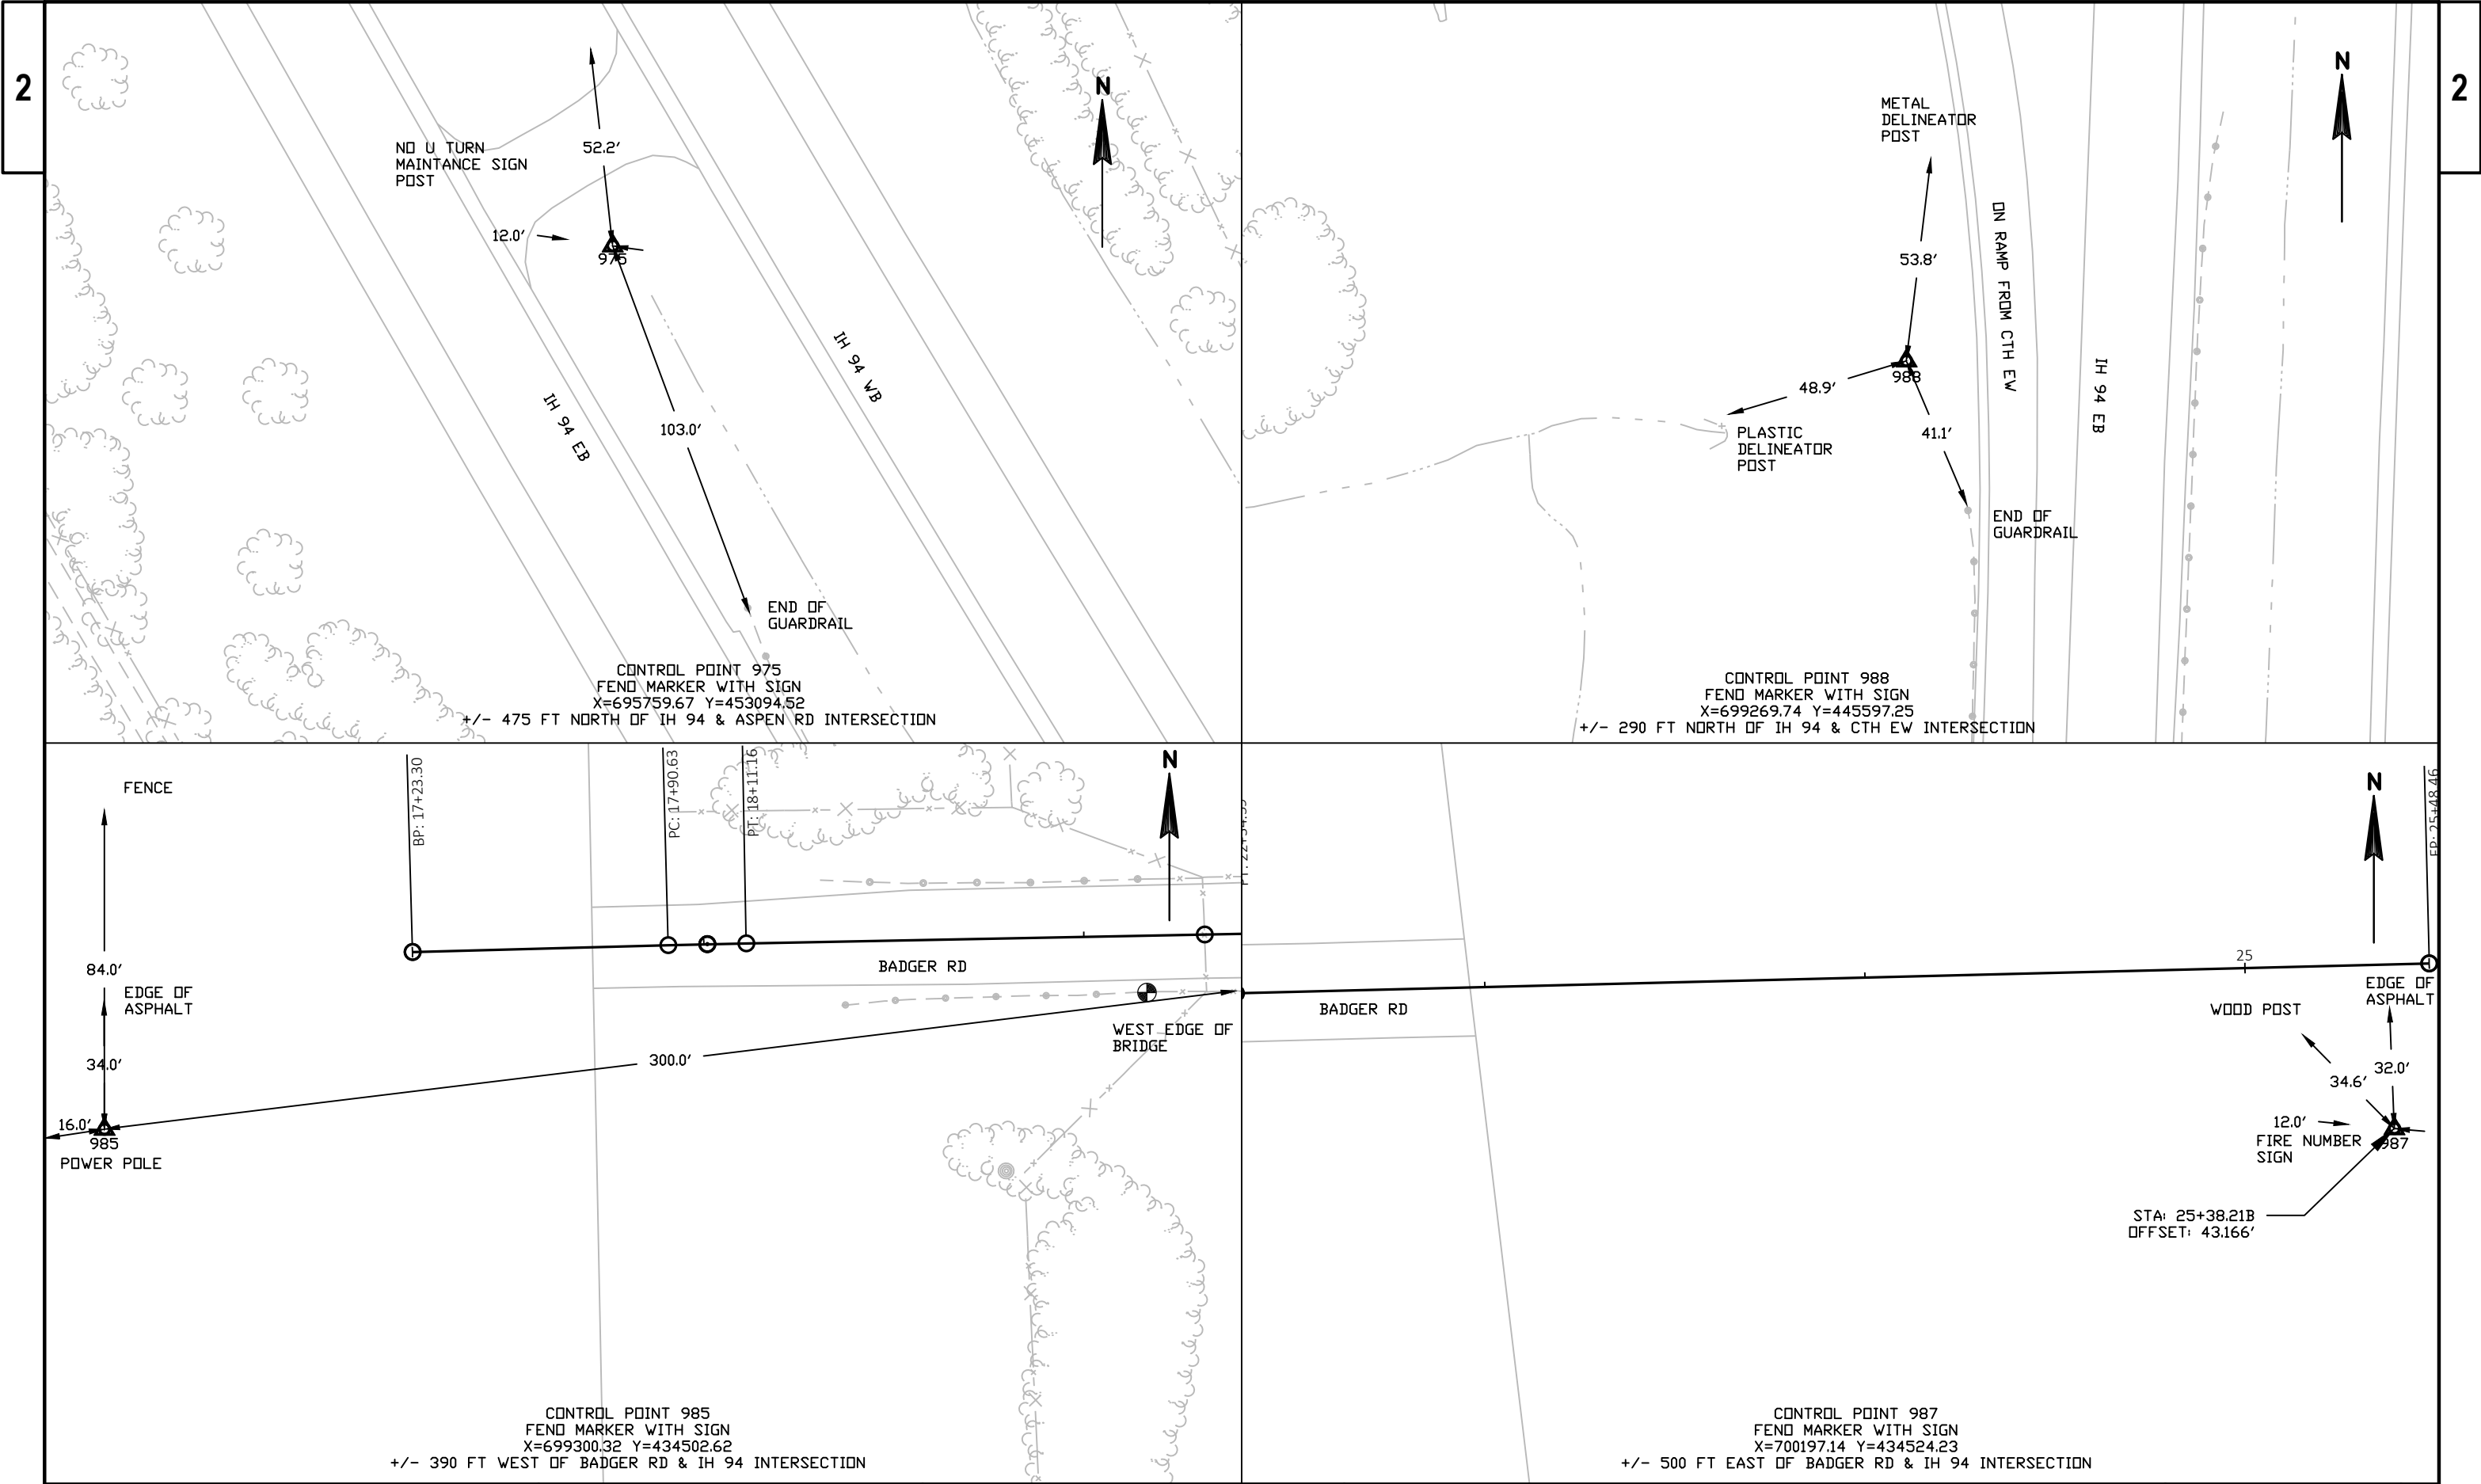 2
2
N
NO U TURN
MAINTANCE SIGN
POST
52.2'
12.0'
975
103.0'
IH 94 WB
IH 94 EB
END OF
GUARDRAIL
CONTROL POINT 975
FENO MARKER WITH SIGN
X=695759.67 Y=453094.52
+/- 475 FT NORTH OF IH 94 & ASPEN RD INTERSECTION
N
METAL
DELINEATOR
POST
ON RAMP FROM CTH EW
53.8'
988
48.9'
IH 94 EB
41.1'
PLASTIC
DELINEATOR
POST
END OF
GUARDRAIL
CONTROL POINT 988
FENO MARKER WITH SIGN
X=699269.74 Y=445597.25
+/- 290 FT NORTH OF IH 94 & CTH EW INTERSECTION
FENCE
BP: 17+23.30
PC: 17+90.63
PT: 18+11.16
N
84.0'
BADGER RD
EDGE OF
ASPHALT
WEST EDGE OF
BRIDGE
34.0'
300.0'
16.0'
985
POWER POLE
CONTROL POINT 985
FENO MARKER WITH SIGN
X=699300.32 Y=434502.62
+/- 390 FT WEST OF BADGER RD & IH 94 INTERSECTION
N
EP: 25+48.46
25
BADGER RD
EDGE OF
ASPHALT
WOOD POST
32.0'
34.6'
12.0'
FIRE NUMBER
SIGN
987
STA: 25+38.21B
OFFSET: 43.166'
CONTROL POINT 987
FENO MARKER WITH SIGN
X=700197.14 Y=434524.23
+/- 500 FT EAST OF BADGER RD & IH 94 INTERSECTION